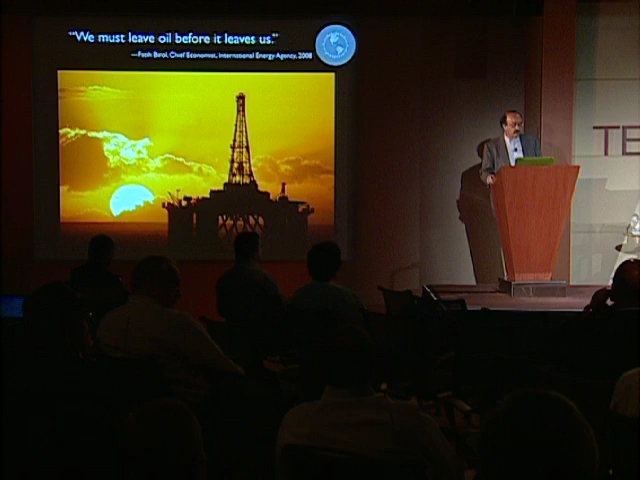 "We must leave oil before it leaves us."
—Fatih Birol, Chief Economist, International Energy Agency, 2008
TE